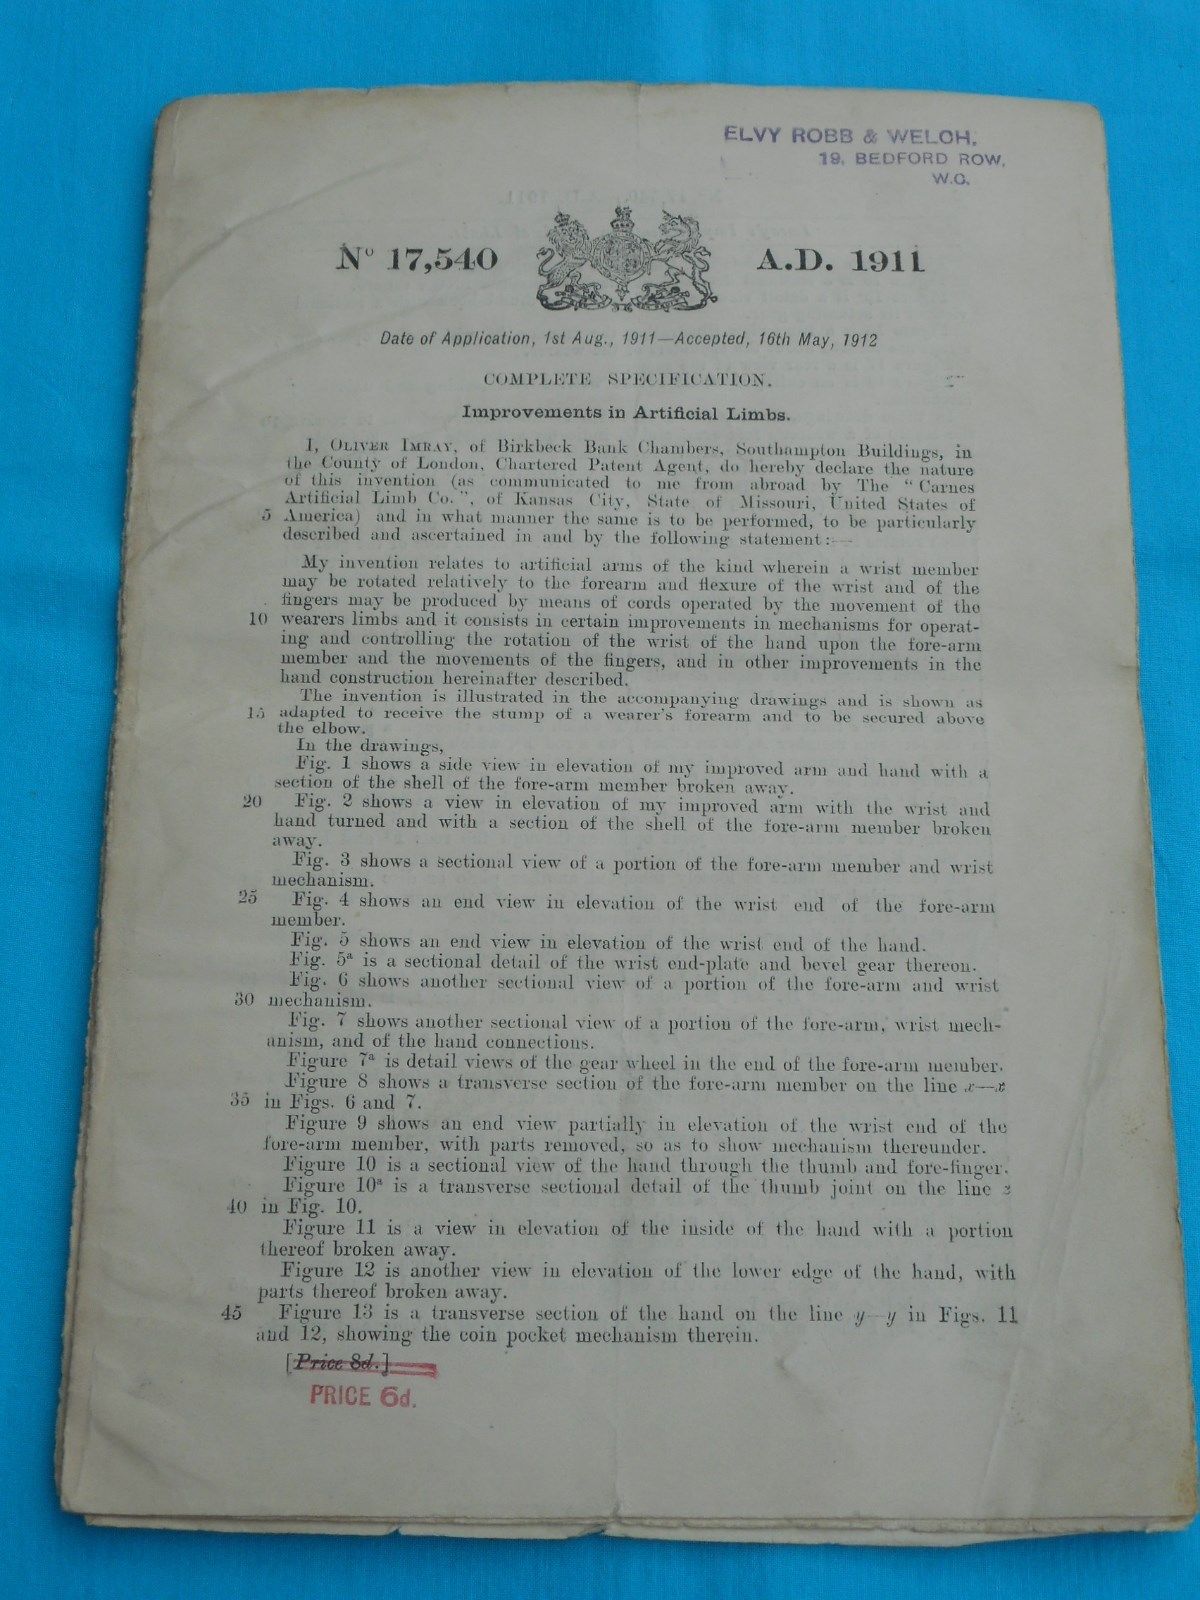 ELVY ROBB & WELCH,
19, BEDFORD ROW,
W.C.
Nº 17,540 A.D. 1911
Date of Application, 1st Aug., 1911—Accepted, 16th May, 1912
COMPLETE SPECIFICATION.
Improvements in Artificial Limbs.
I, OLIVER IMRAY, of Birkbeck Bank Chambers, Southampton Buildings, in
the County of London, Chartered Patent Agent, do hereby declare the nature
of this invention (as communicated to me from abroad by The "Carnes
Artificial Limb Co.", of Kansas City, State of Missouri, United States of
5 America) and in what manner the same is to be performed, to be particularly
described and ascertained in and by the following statement:—
My invention relates to artificial arms of the kind wherein a wrist member
may be rotated relatively to the forearm and flexure of the wrist and of the
fingers may be produced by means of cords operated by the movement of the
10 wearers limbs and it consists in certain improvements in mechanisms for operat-
ing and controlling the rotation of the wrist of the hand upon the fore-arm
member and the movements of the fingers, and in other improvements in the
hand construction hereinafter described.
The invention is illustrated in the accompanying drawings and is shown as
15 adapted to receive the stump of a wearer's forearm and to be secured above
the elbow.
In the drawings,
Fig. 1 shows a side view in elevation of my improved arm and hand with a
section of the shell of the fore-arm member broken away.
20 Fig. 2 shows a view in elevation of my improved arm with the wrist and
hand turned and with a section of the shell of the fore-arm member broken
away.
Fig. 3 shows a sectional view of a portion of the fore-arm member and wrist
mechanism.
25 Fig. 4 shows an end view in elevation of the wrist end of the fore-arm
member.
Fig. 5 shows an end view in elevation of the wrist end of the hand.
Fig. 5ª is a sectional detail of the wrist end-plate and bevel gear thereon.
Fig. 6 shows another sectional view of a portion of the fore-arm and wrist
30 mechanism.
Fig. 7 shows another sectional view of a portion of the fore-arm, wrist mech-
anism, and of the hand connections.
Figure 7ª is detail views of the gear wheel in the end of the fore-arm member.
Figure 8 shows a transverse section of the fore-arm member on the line x—x
35 in Figs. 6 and 7.
Figure 9 shows an end view partially in elevation of the wrist end of the
fore-arm member, with parts removed, so as to show mechanism thereunder.
Figure 10 is a sectional view of the hand through the thumb and fore-finger.
Figure 10ª is a transverse sectional detail of the thumb joint on the line z
40 in Fig. 10.
Figure 11 is a view in elevation of the inside of the hand with a portion
thereof broken away.
Figure 12 is another view in elevation of the lower edge of the hand, with
parts thereof broken away.
45 Figure 13 is a transverse section of the hand on the line y—y in Figs. 11
and 12, showing the coin pocket mechanism therein.
[Price 8d.]
PRICE 6d.